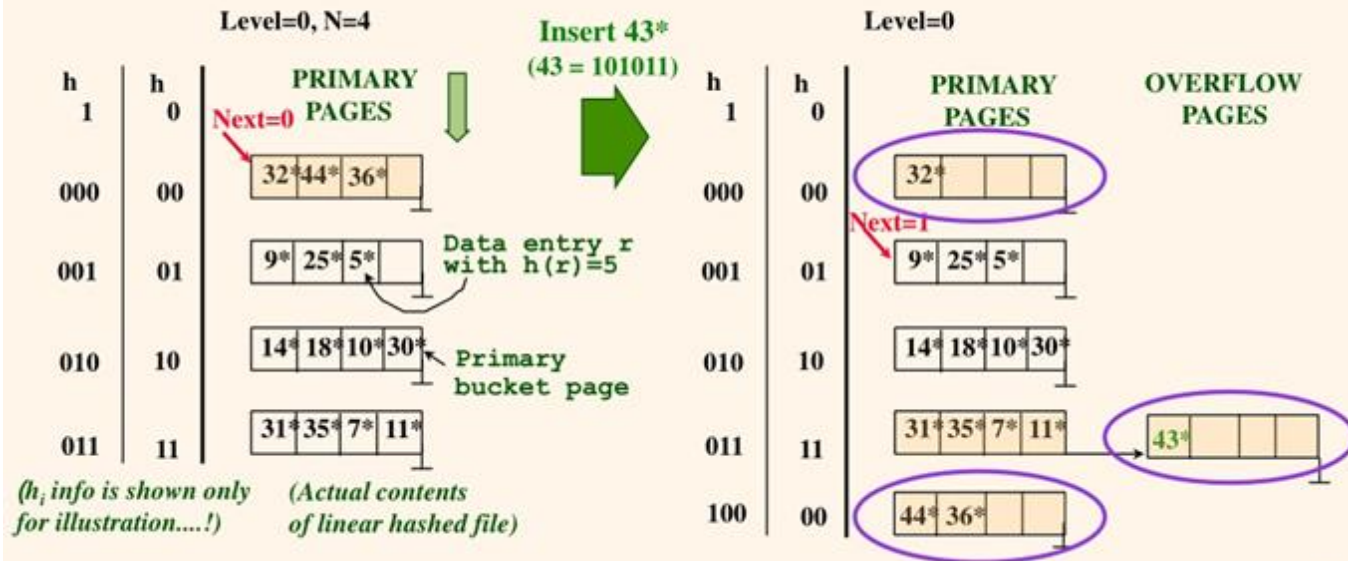 Level=0, N=4
h h PRIMARY
1 0 PAGES
Next=0
000 00 32* 44* 36*
001 01 9* 25* 5*
Data entry r
with h(r)=5
010 10 14* 18* 10* 30*
Primary
bucket page
011 11 31* 35* 7* 11*
(hi info is shown only
for illustration....!)
(Actual contents
of linear hashed file)
Insert 43*
(43 = 101011)
Level=0
h h PRIMARY OVERFLOW
1 0 PAGES PAGES
000 00 32*
Next=1
001 01 9* 25* 5*
010 10 14* 18* 10* 30*
011 11 31* 35* 7* 11* 43*
100 00 44* 36*